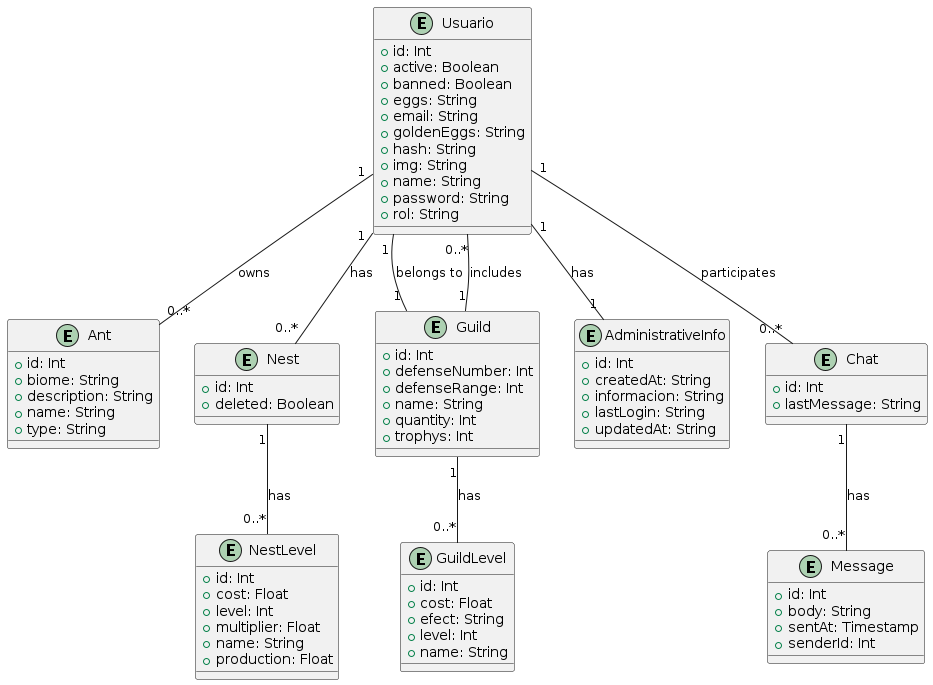 E Usuario
id: Int
active: Boolean
banned: Boolean
eggs: String
email: String
goldenEggs: String
hash: String
img: String
name: String
password: String
rol: String
1
1
1
1
1
0..*
0..*
0..*
0..*
1
1
1
owns
has
belongs to
includes
has
participates
E Ant
id: Int
biome: String
description: String
name: String
type: String
E Nest
id: Int
deleted: Boolean
E Guild
id: Int
defenseNumber: Int
defenseRange: Int
name: String
quantity: Int
trophys: Int
E AdministrativeInfo
id: Int
createdAt: String
informacion: String
lastLogin: String
updatedAt: String
E Chat
id: Int
lastMessage: String
1
has
0..*
1
has
0..*
1
has
0..*
E NestLevel
id: Int
cost: Float
level: Int
multiplier: Float
name: String
production: Float
E GuildLevel
id: Int
cost: Float
efect: String
level: Int
name: String
E Message
id: Int
body: String
sentAt: Timestamp
senderId: Int